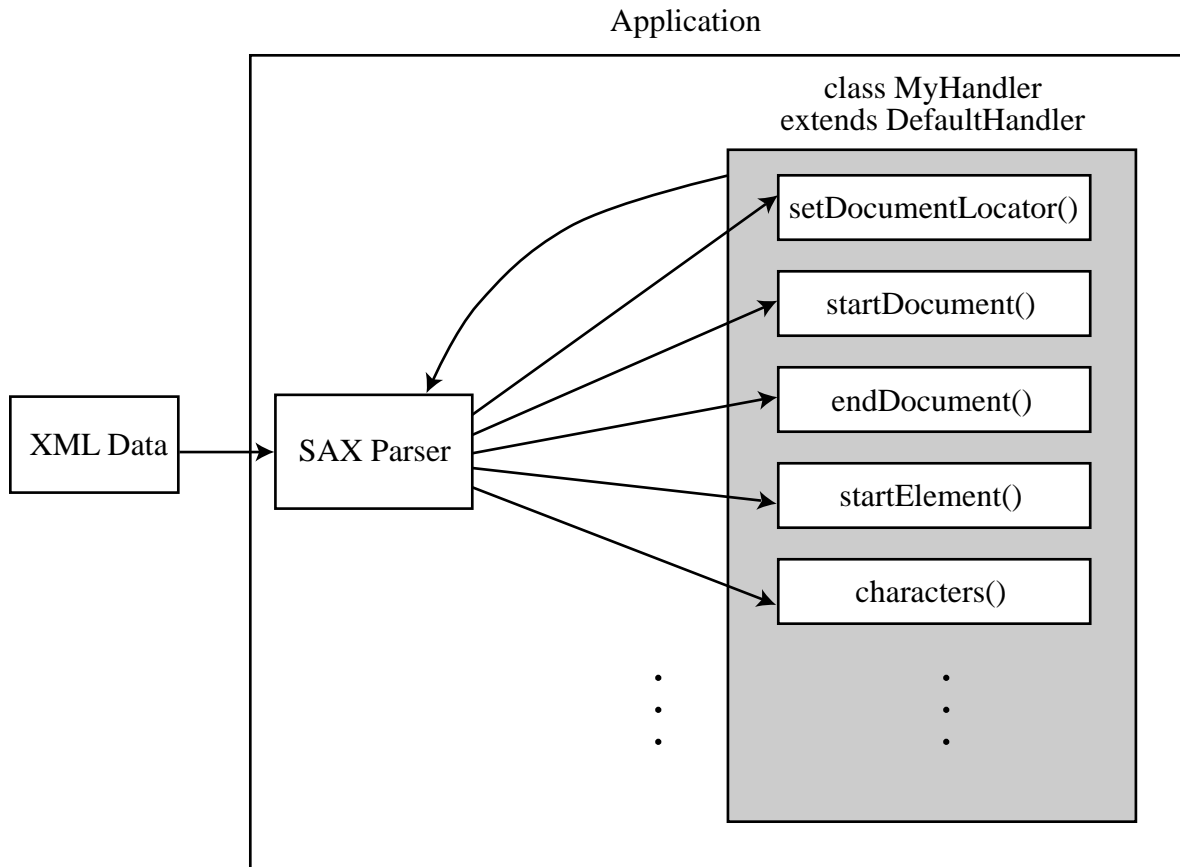 Application
class MyHandler
extends DefaultHandler
setDocumentLocator()
startDocument()
endDocument()
XML Data
SAX Parser
startElement()
characters()